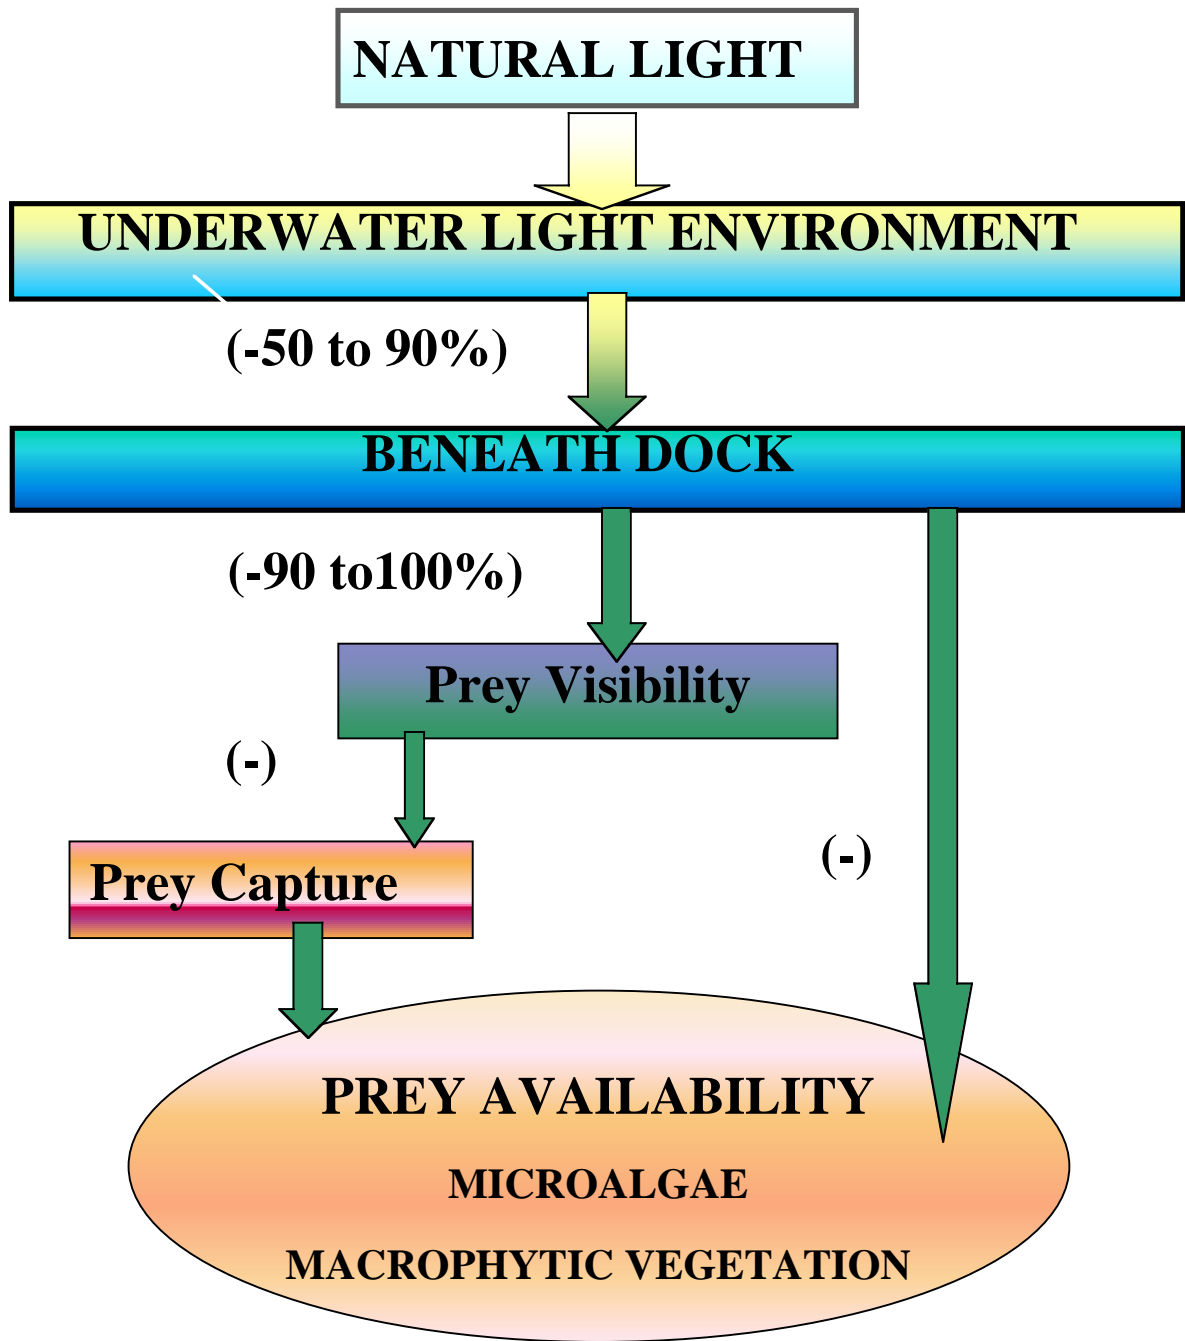 NATURAL LIGHT
UNDERWATER LIGHT ENVIRONMENT
(-50 to 90%)
BENEATH DOCK
(-90 to100%)
Prey Visibility
(-)
(-)
Prey Capture
PREY AVAILABILITY
MICROALGAE
MACROPHYTIC VEGETATION